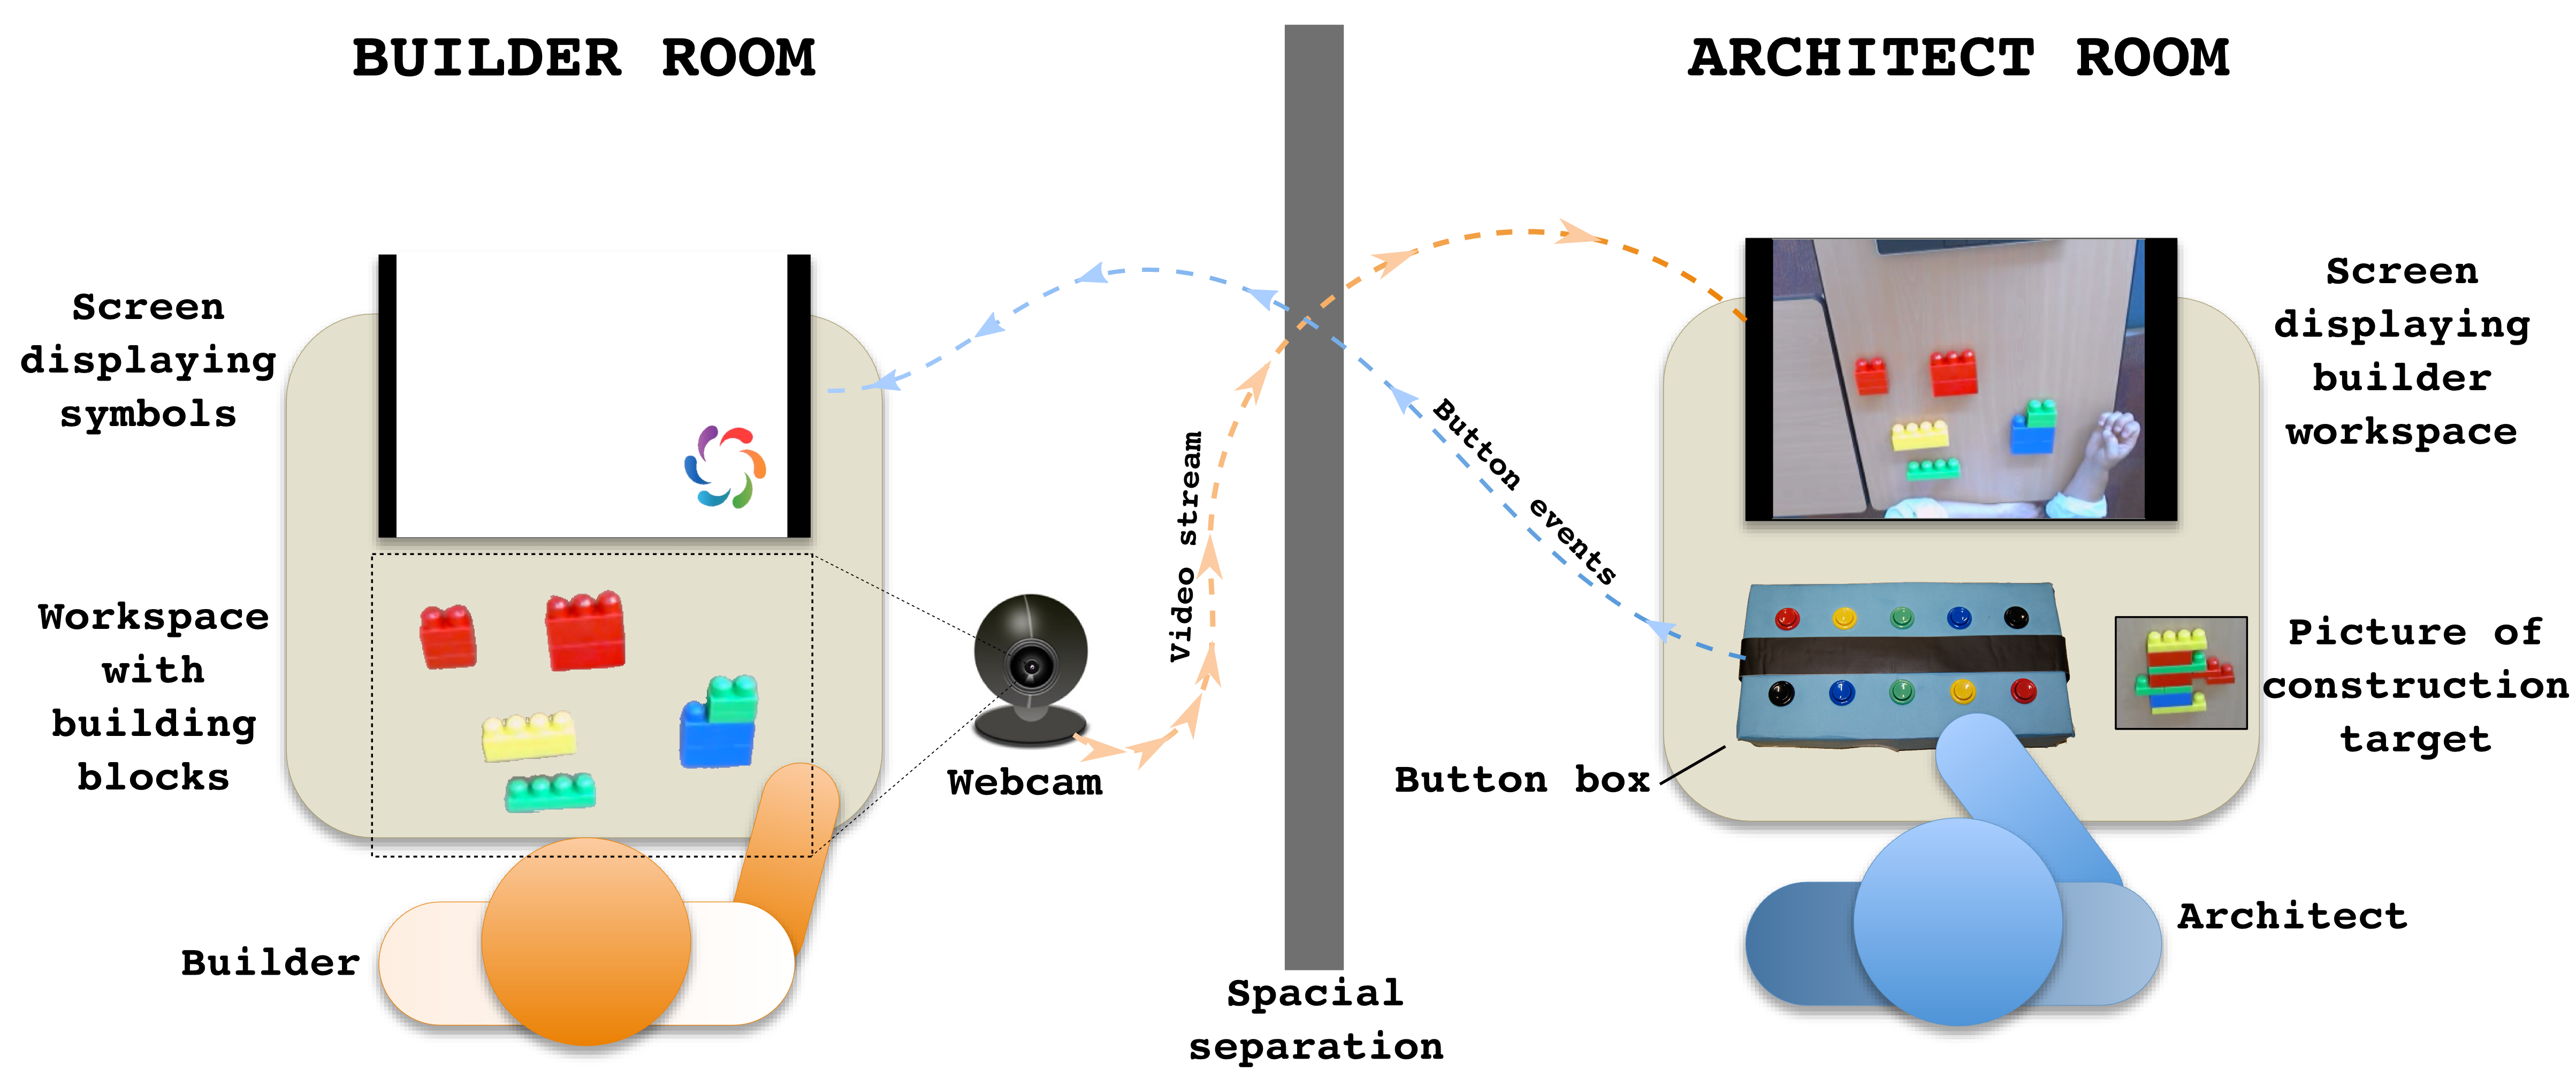 BUILDER ROOM
ARCHITECT ROOM
Screen
displaying
symbols
Workspace
with
building
blocks
Builder
Webcam
Video stream
Button events
Spacial
separation
Screen
displaying
builder
workspace
Picture of
construction
target
Button box
Architect